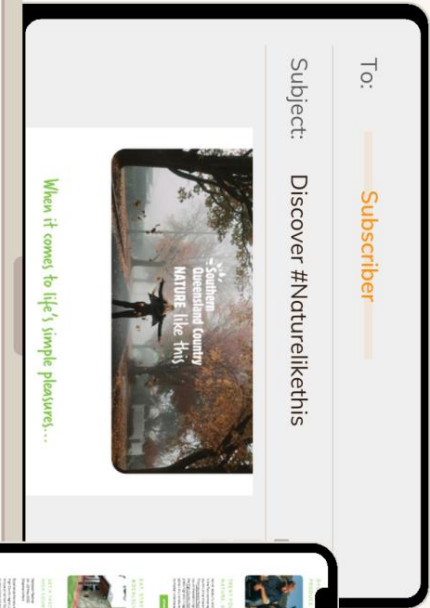 To: Subscriber
Subject: Discover #Naturelikethis
Southern
Queensland Country
NATURE like this
When it comes to life's simple pleasures...